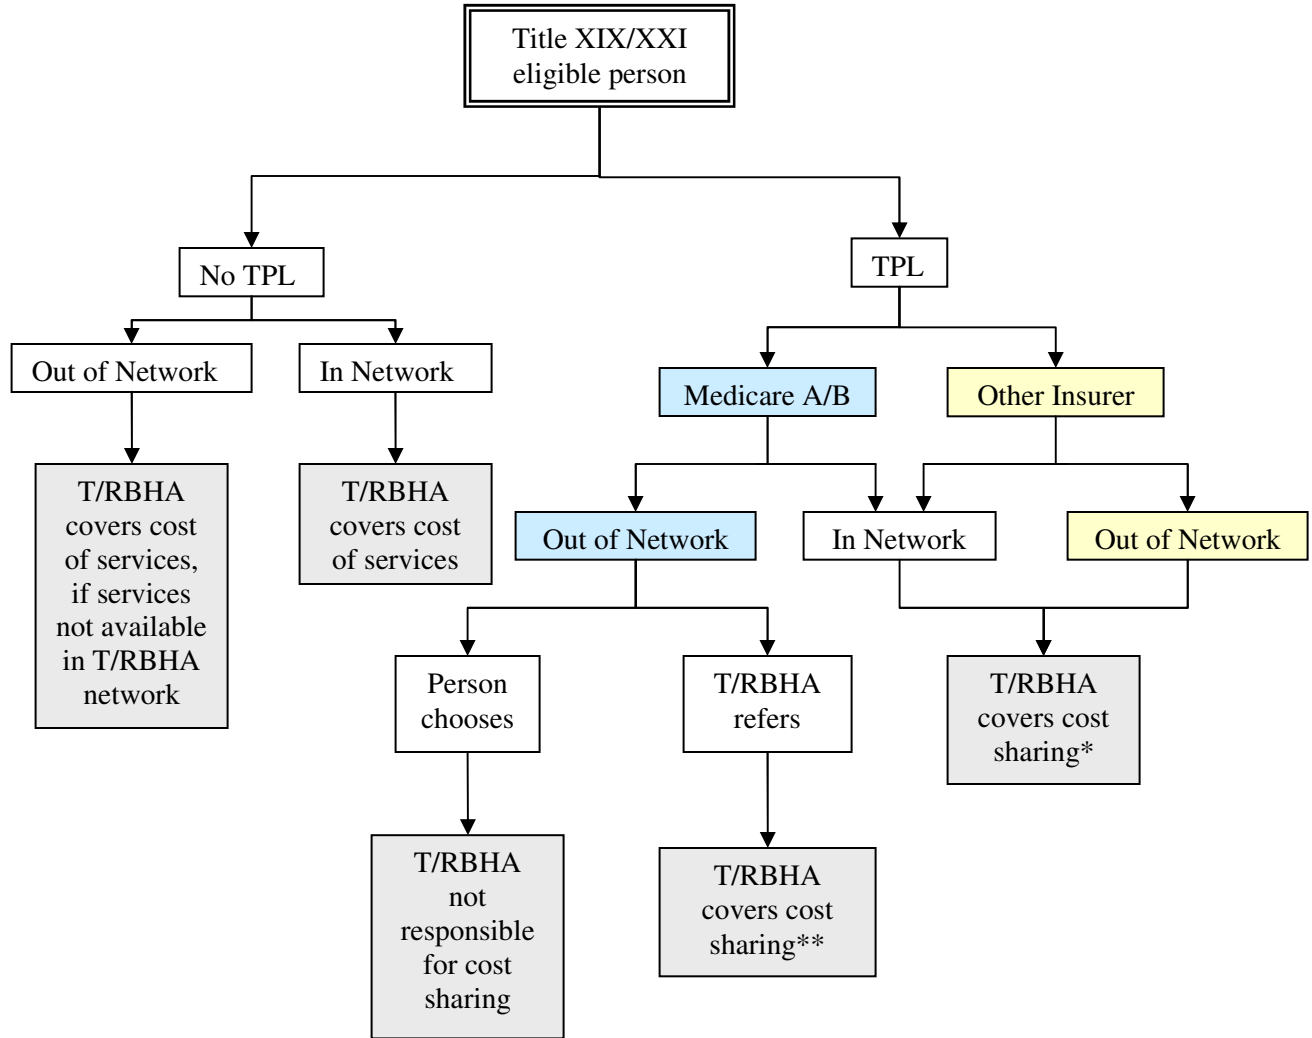 Title XIX/XXI
eligible person
No TPL
TPL
Out of Network
In Network
Medicare A/B
Other Insurer
T/RBHA
covers cost
of services,
if services
not available
in T/RBHA
network
T/RBHA
covers cost
of services
Out of Network
In Network
Out of Network
Person
chooses
T/RBHA
refers
T/RBHA
covers cost
sharing*
T/RBHA
not
responsible
for cost
sharing
T/RBHA
covers cost
sharing**